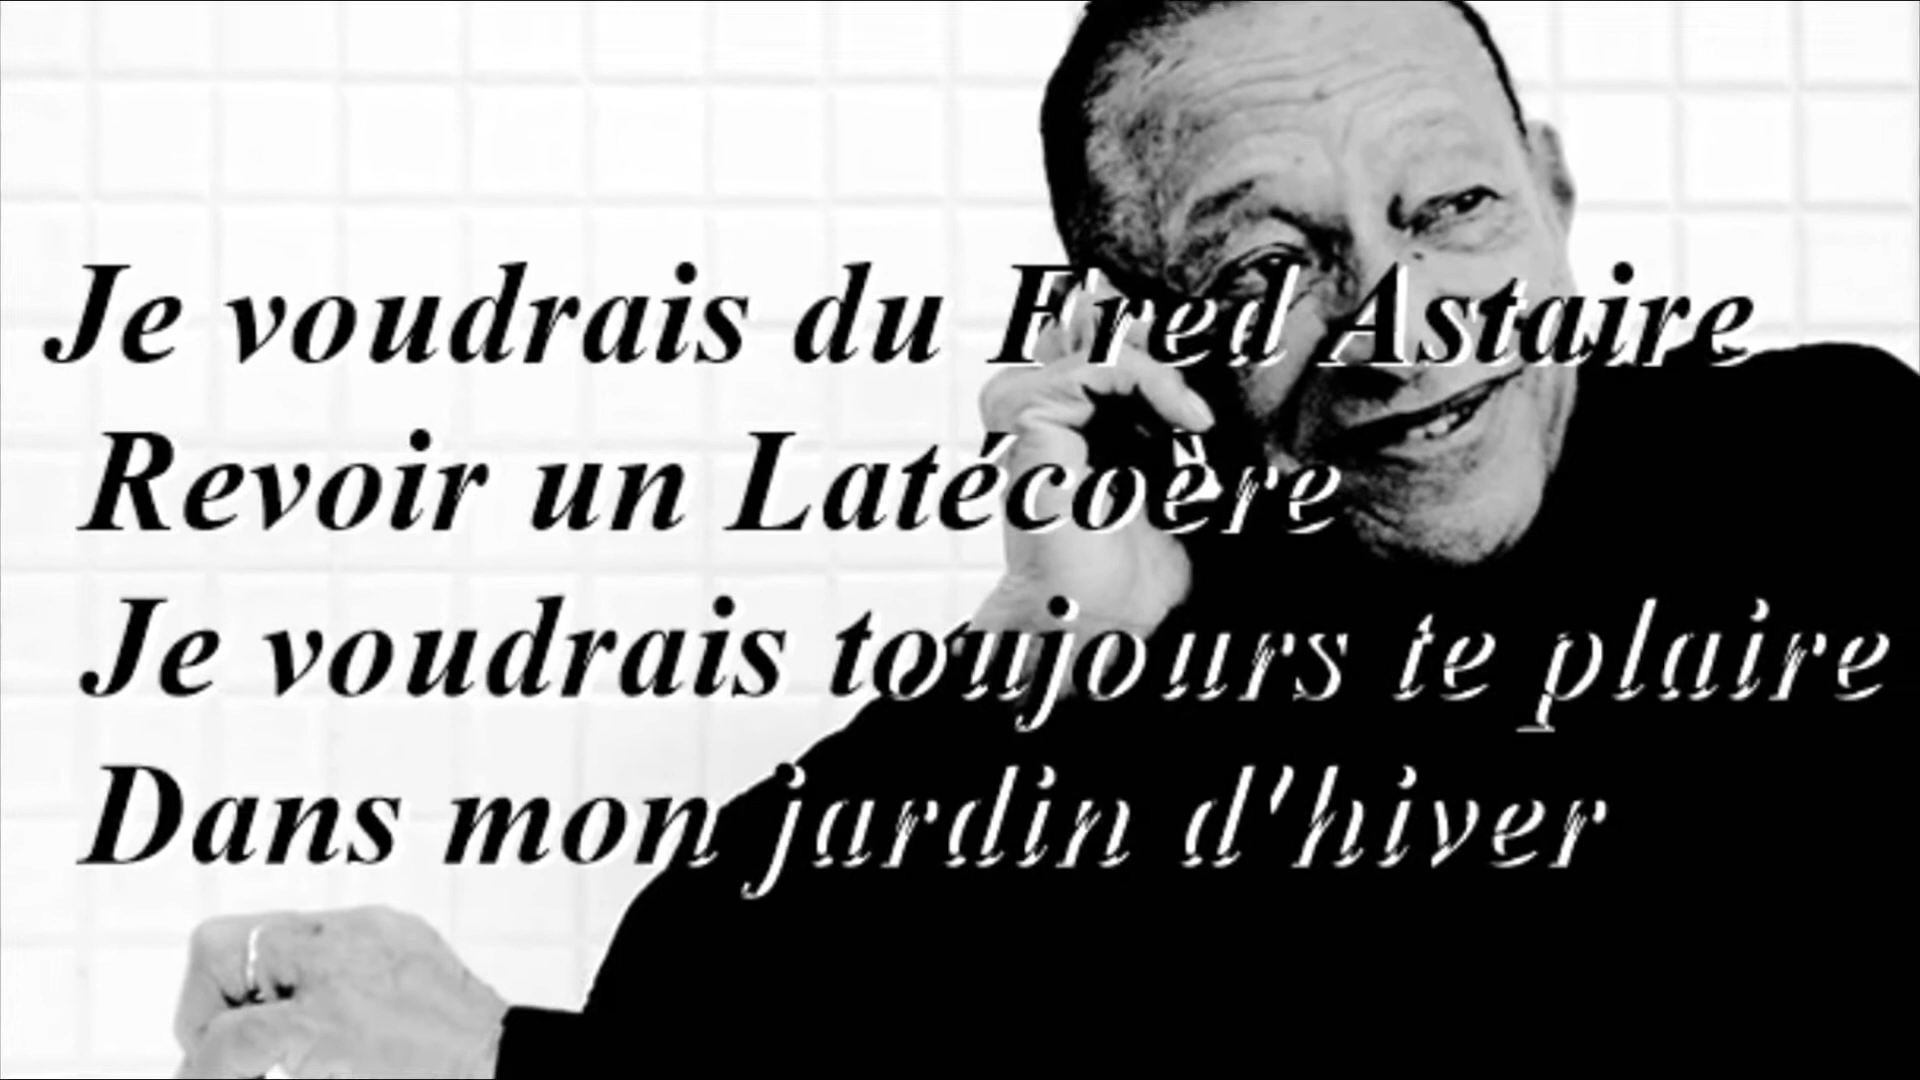 Je voudrais du Fred Astaire
Revoir un Latécoère
Je voudrais toujours te plaire
Dans mon jardin d'hiver